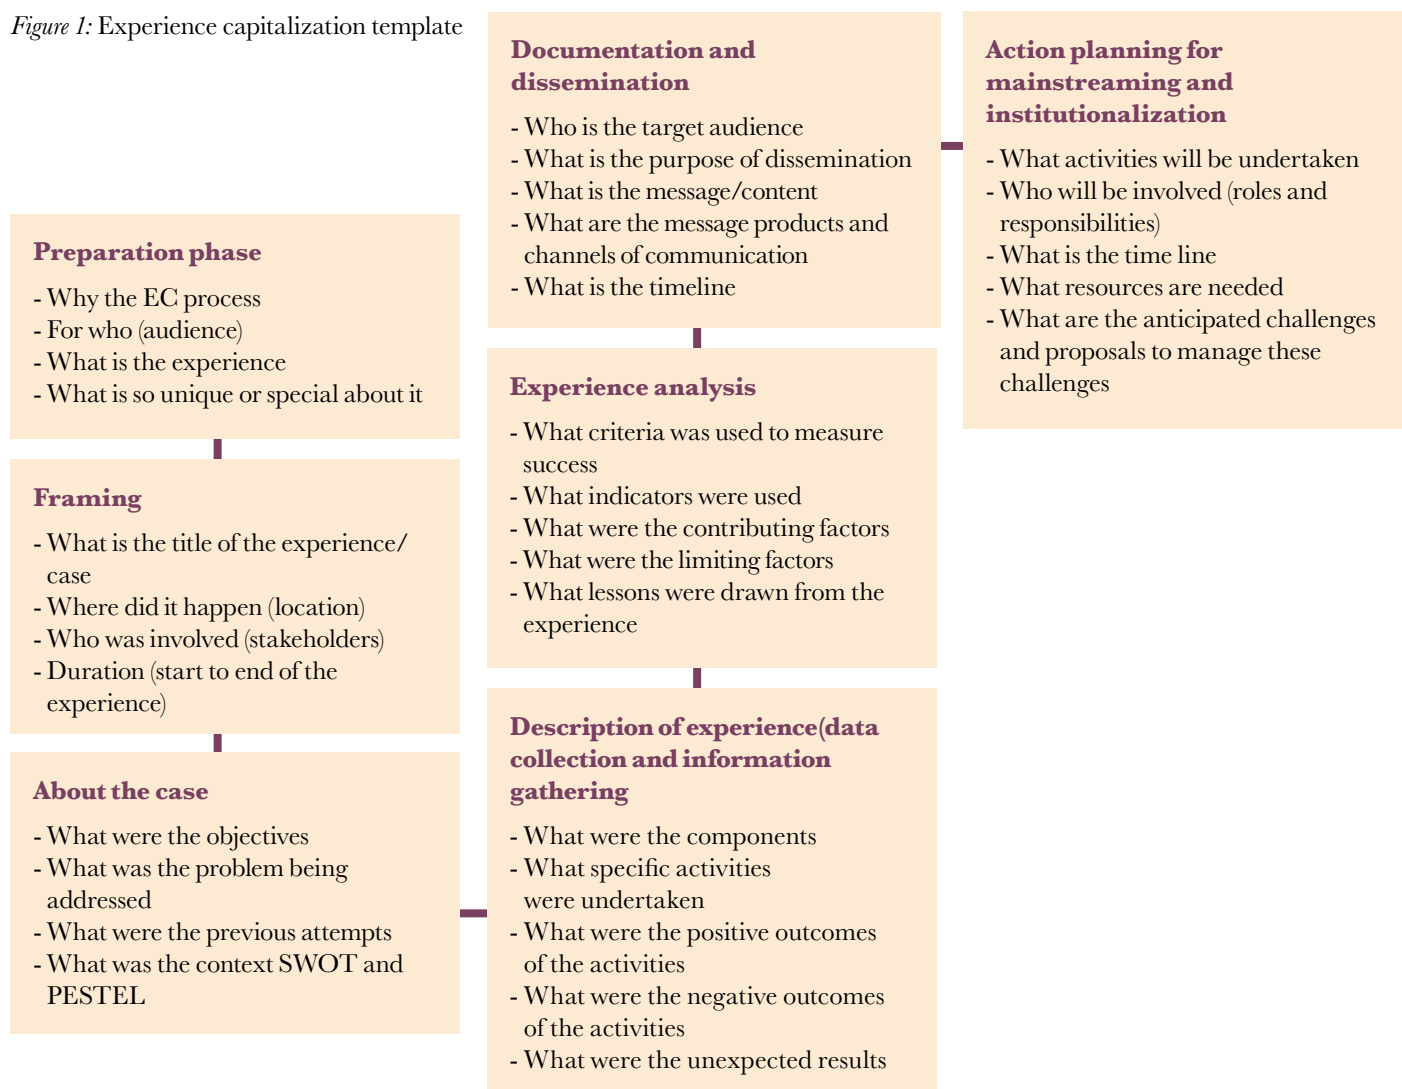 Figure 1: Experience capitalization template
Preparation phase
- Why the EC process
- For who (audience)
- What is the experience
- What is so unique or special about it
Framing
- What is the title of the experience/
case
- Where did it happen (location)
- Who was involved (stakeholders)
- Duration (start to end of the
experience)
About the case
- What were the objectives
- What was the problem being
addressed
- What were the previous attempts
- What was the context SWOT and
PESTEL
Description of experience(data
collection and information
gathering
- What were the components
- What specific activities
were undertaken
- What were the positive outcomes
of the activities
- What were the negative outcomes
of the activities
- What were the unexpected results
Experience analysis
- What criteria was used to measure
success
- What indicators were used
- What were the contributing factors
- What were the limiting factors
- What lessons were drawn from the
experience
Documentation and
dissemination
- Who is the target audience
- What is the purpose of dissemination
- What is the message/content
- What are the message products and
channels of communication
- What is the timeline
Action planning for
mainstreaming and
institutionalization
- What activities will be undertaken
- Who will be involved (roles and
responsibilities)
- What is the time line
- What resources are needed
- What are the anticipated challenges
and proposals to manage these
challenges